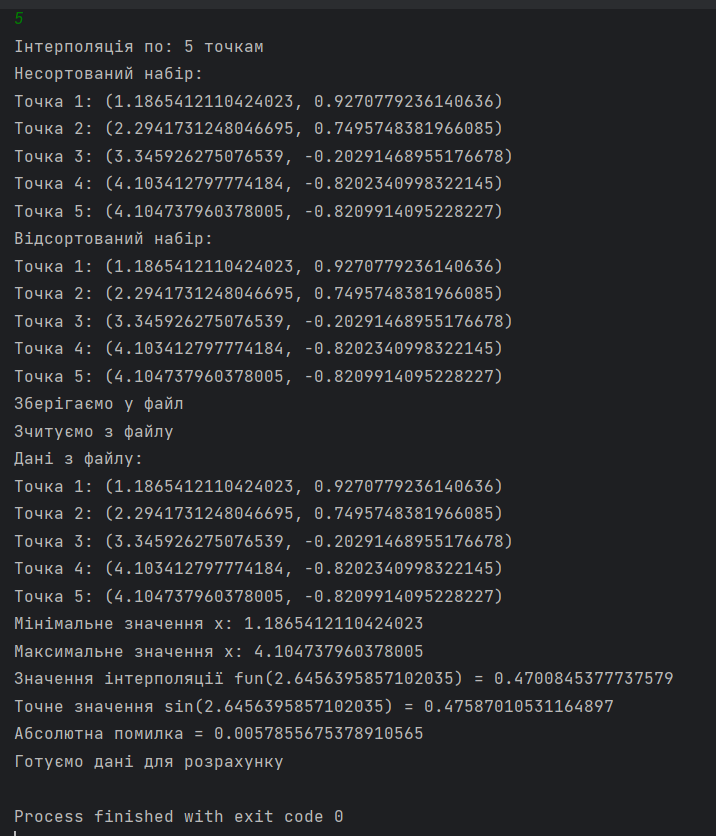 5
Інтерполяція по: 5 точкам
Несортований набір:
Точка 1: (1.1865412110424023, 0.9270779236140636)
Точка 2: (2.2941731248046695, 0.7495748381966085)
Точка 3: (3.345926275076539, -0.20291468955176678)
Точка 4: (4.103412797774184, -0.8202340998322145)
Точка 5: (4.104737960378005, -0.8209914095228227)
Відсортований набір:
Точка 1: (1.1865412110424023, 0.9270779236140636)
Точка 2: (2.2941731248046695, 0.7495748381966085)
Точка 3: (3.345926275076539, -0.20291468955176678)
Точка 4: (4.103412797774184, -0.8202340998322145)
Точка 5: (4.104737960378005, -0.8209914095228227)
Зберігаємо у файл
Зчитуємо з файлу
Дані з файлу:
Точка 1: (1.1865412110424023, 0.9270779236140636)
Точка 2: (2.2941731248046695, 0.7495748381966085)
Точка 3: (3.345926275076539, -0.20291468955176678)
Точка 4: (4.103412797774184, -0.8202340998322145)
Точка 5: (4.104737960378005, -0.8209914095228227)
Мінімальне значення x: 1.1865412110424023
Максимальне значення x: 4.104737960378005
Значення інтерполяції fun(2.6456395857102035) = 0.4700845377737579
Точне значення sin(2.6456395857102035) = 0.47587010531164897
Абсолютна помилка = 0.0057855675378910565
Готуємо дані для розрахунку
Process finished with exit code 0